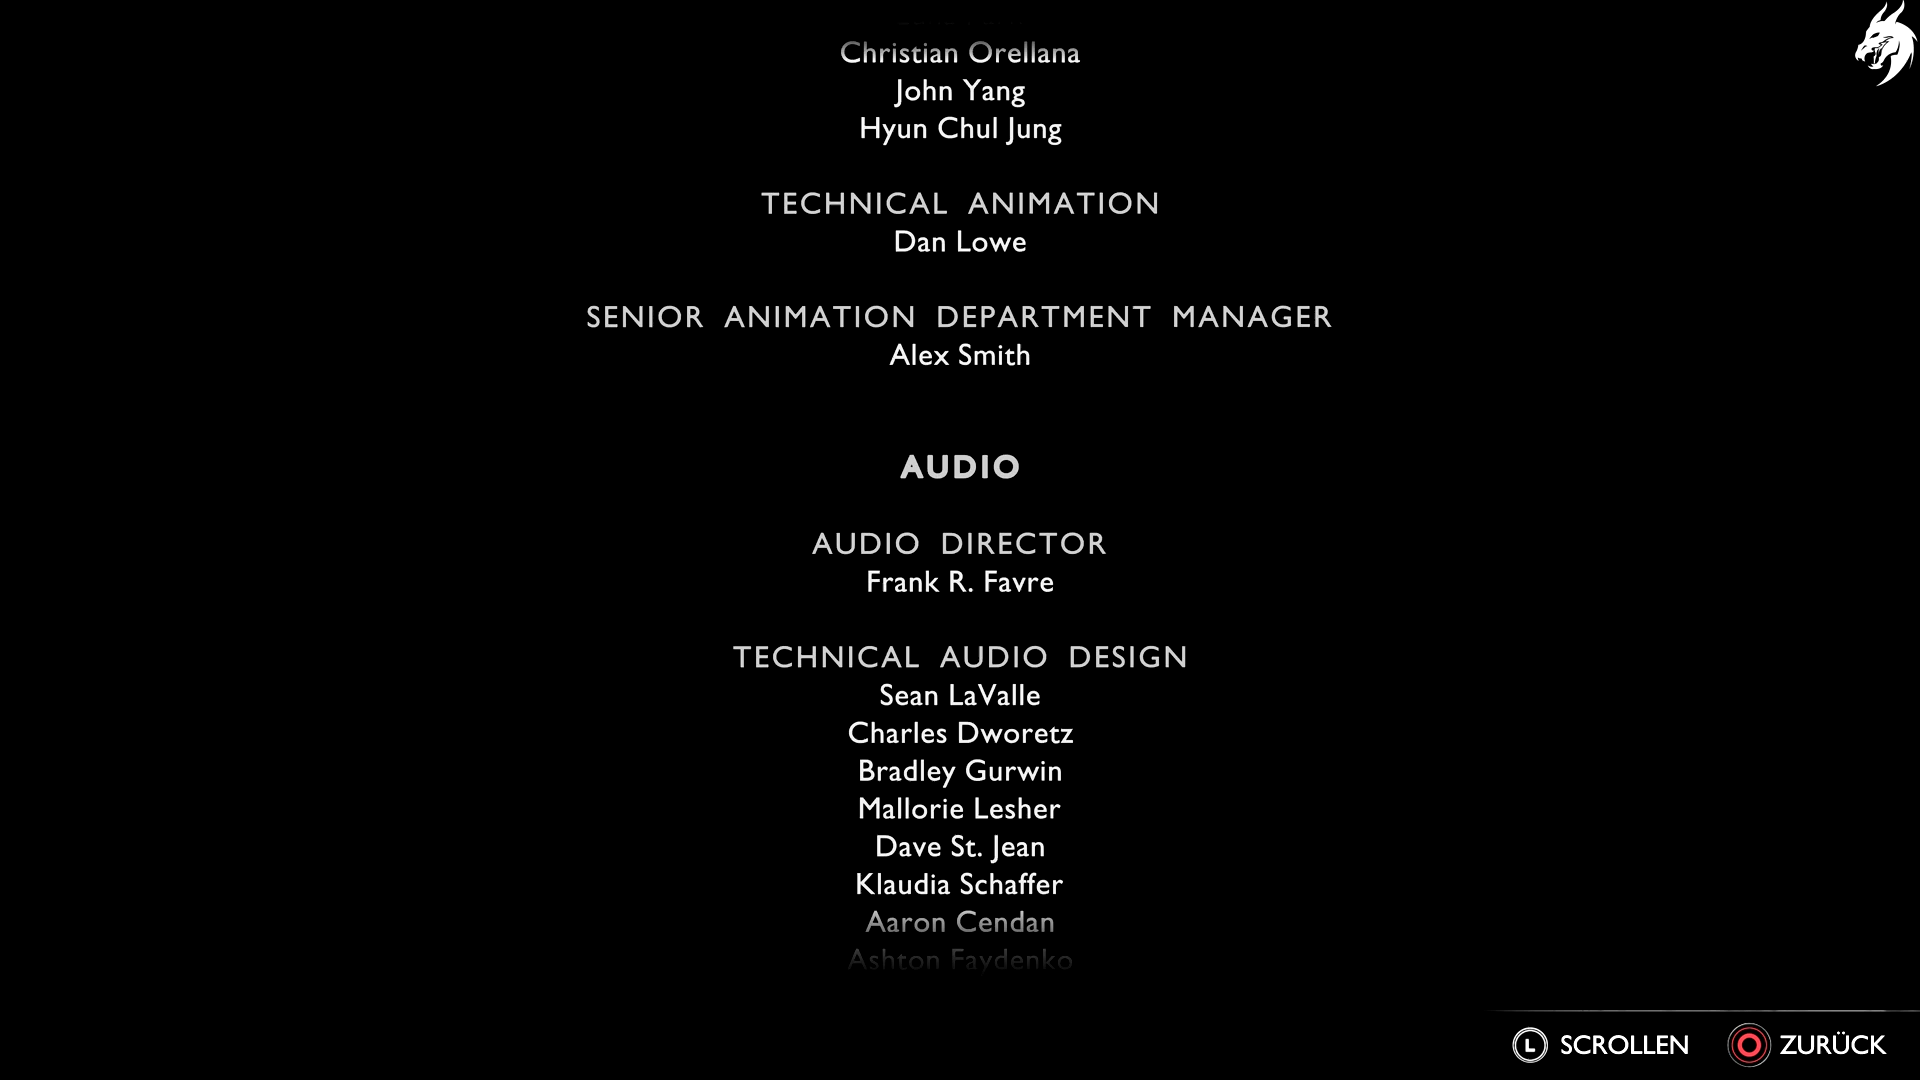 Christian Orellana
John Yang
Hyun Chul Jung
TECHNICAL ANIMATION
Dan Lowe
SENIOR ANIMATION DEPARTMENT MANAGER
Alex Smith
AUDIO
AUDIO DIRECTOR
Frank R. Favre
TECHNICAL AUDIO DESIGN
Sean LaValle
Charles Dworetz
Bradley Gurwin
Mallorie Lesher
Dave St. Jean
Klaudia Schaffer
Aaron Cendan
Ashton Faydenko
L SCROLLEN
ZURÜCK